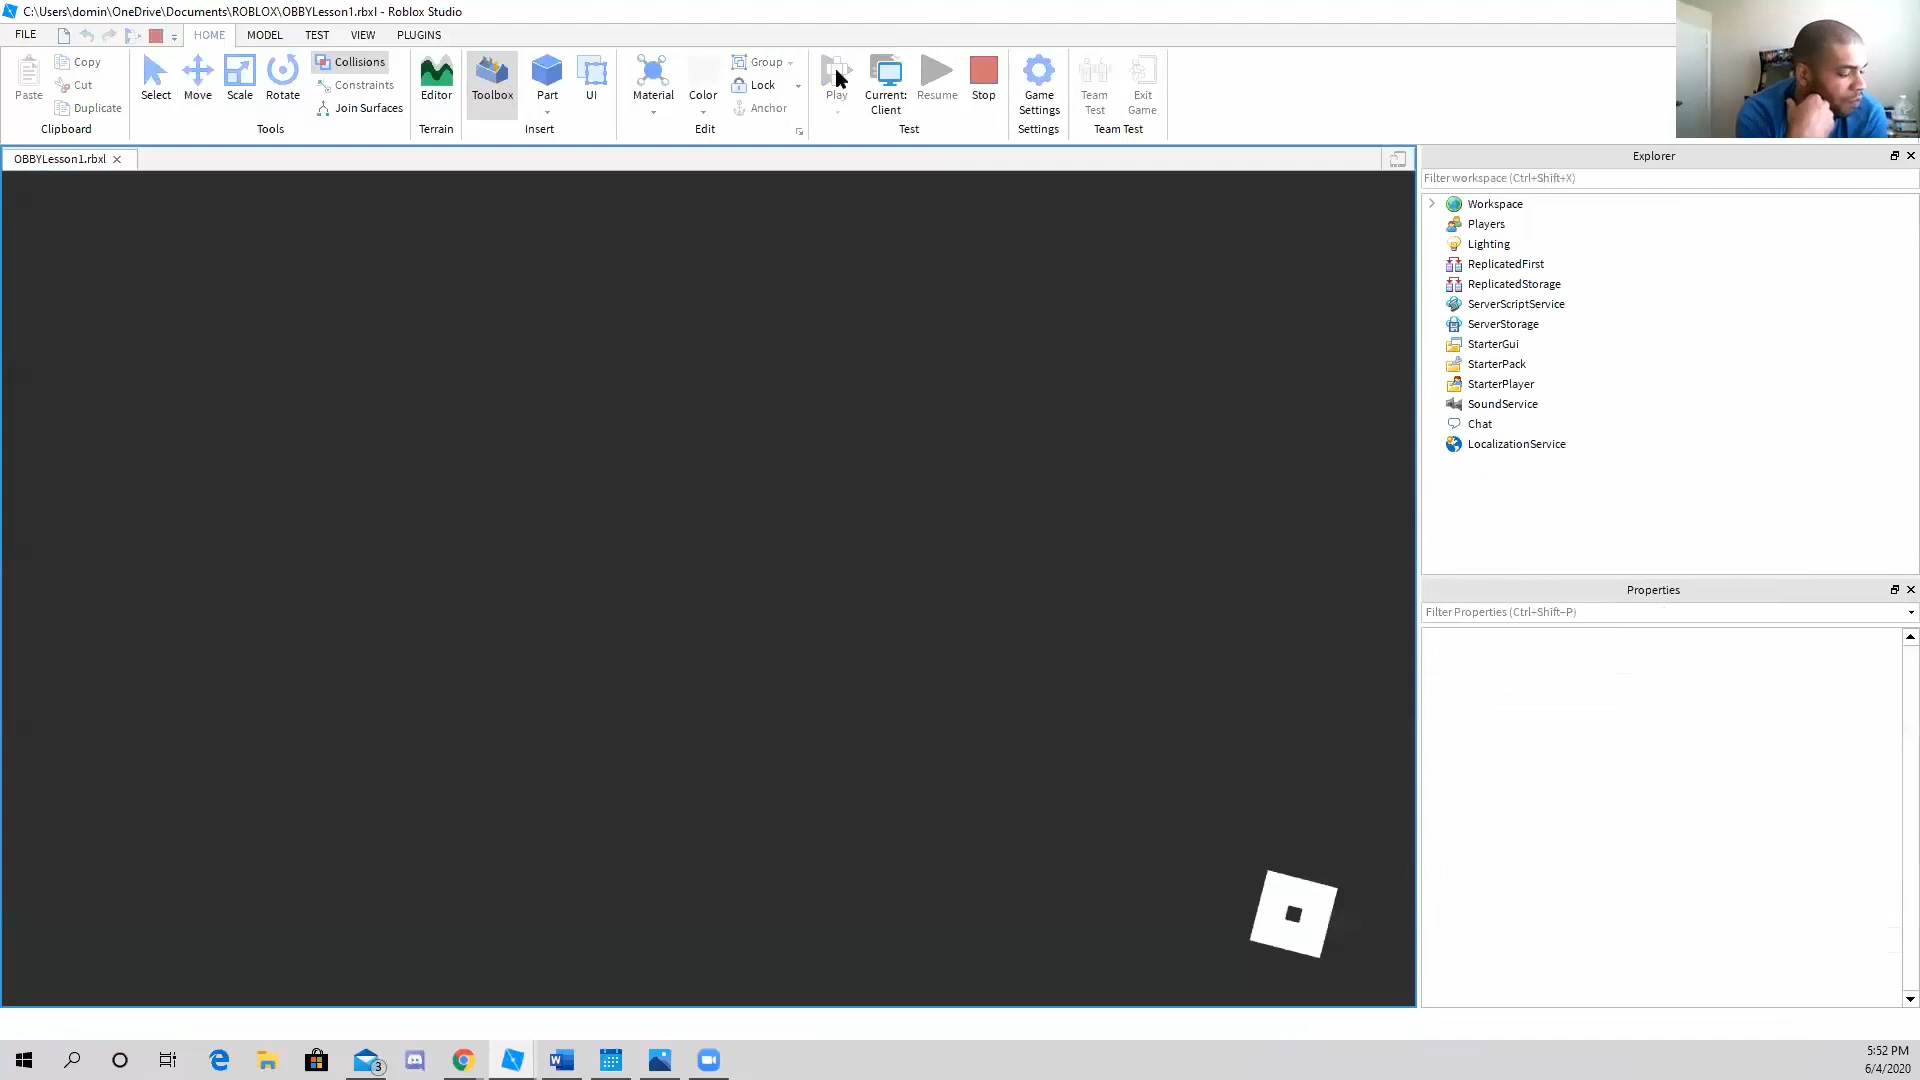 C:\Users\domin\OneDrive\Documents\ROBLOX\OBBYLesson1.rbxl - Roblox Studio
FILE HOME MODEL TEST VIEW PLUGINS
Paste Copy Cut Duplicate
Clipboard
Select Move Scale Rotate Collisions Constraints Join Surfaces
Tools
Editor
Terrain
Toolbox Part UI
Insert
Material Color Group Lock Anchor
Edit
Play Current: Client Resume Stop
Test
Game Settings
Settings
Team Test Exit Game
Team Test
OBBYLesson1.rbxl
Explorer
Filter workspace (Ctrl+Shift+X)
Workspace
Players
Lighting
ReplicatedFirst
ReplicatedStorage
ServerScriptService
ServerStorage
StarterGui
StarterPack
StarterPlayer
SoundService
Chat
LocalizationService
Properties
Filter Properties (Ctrl+Shift+P)
3
W
5:52 PM
6/4/2020